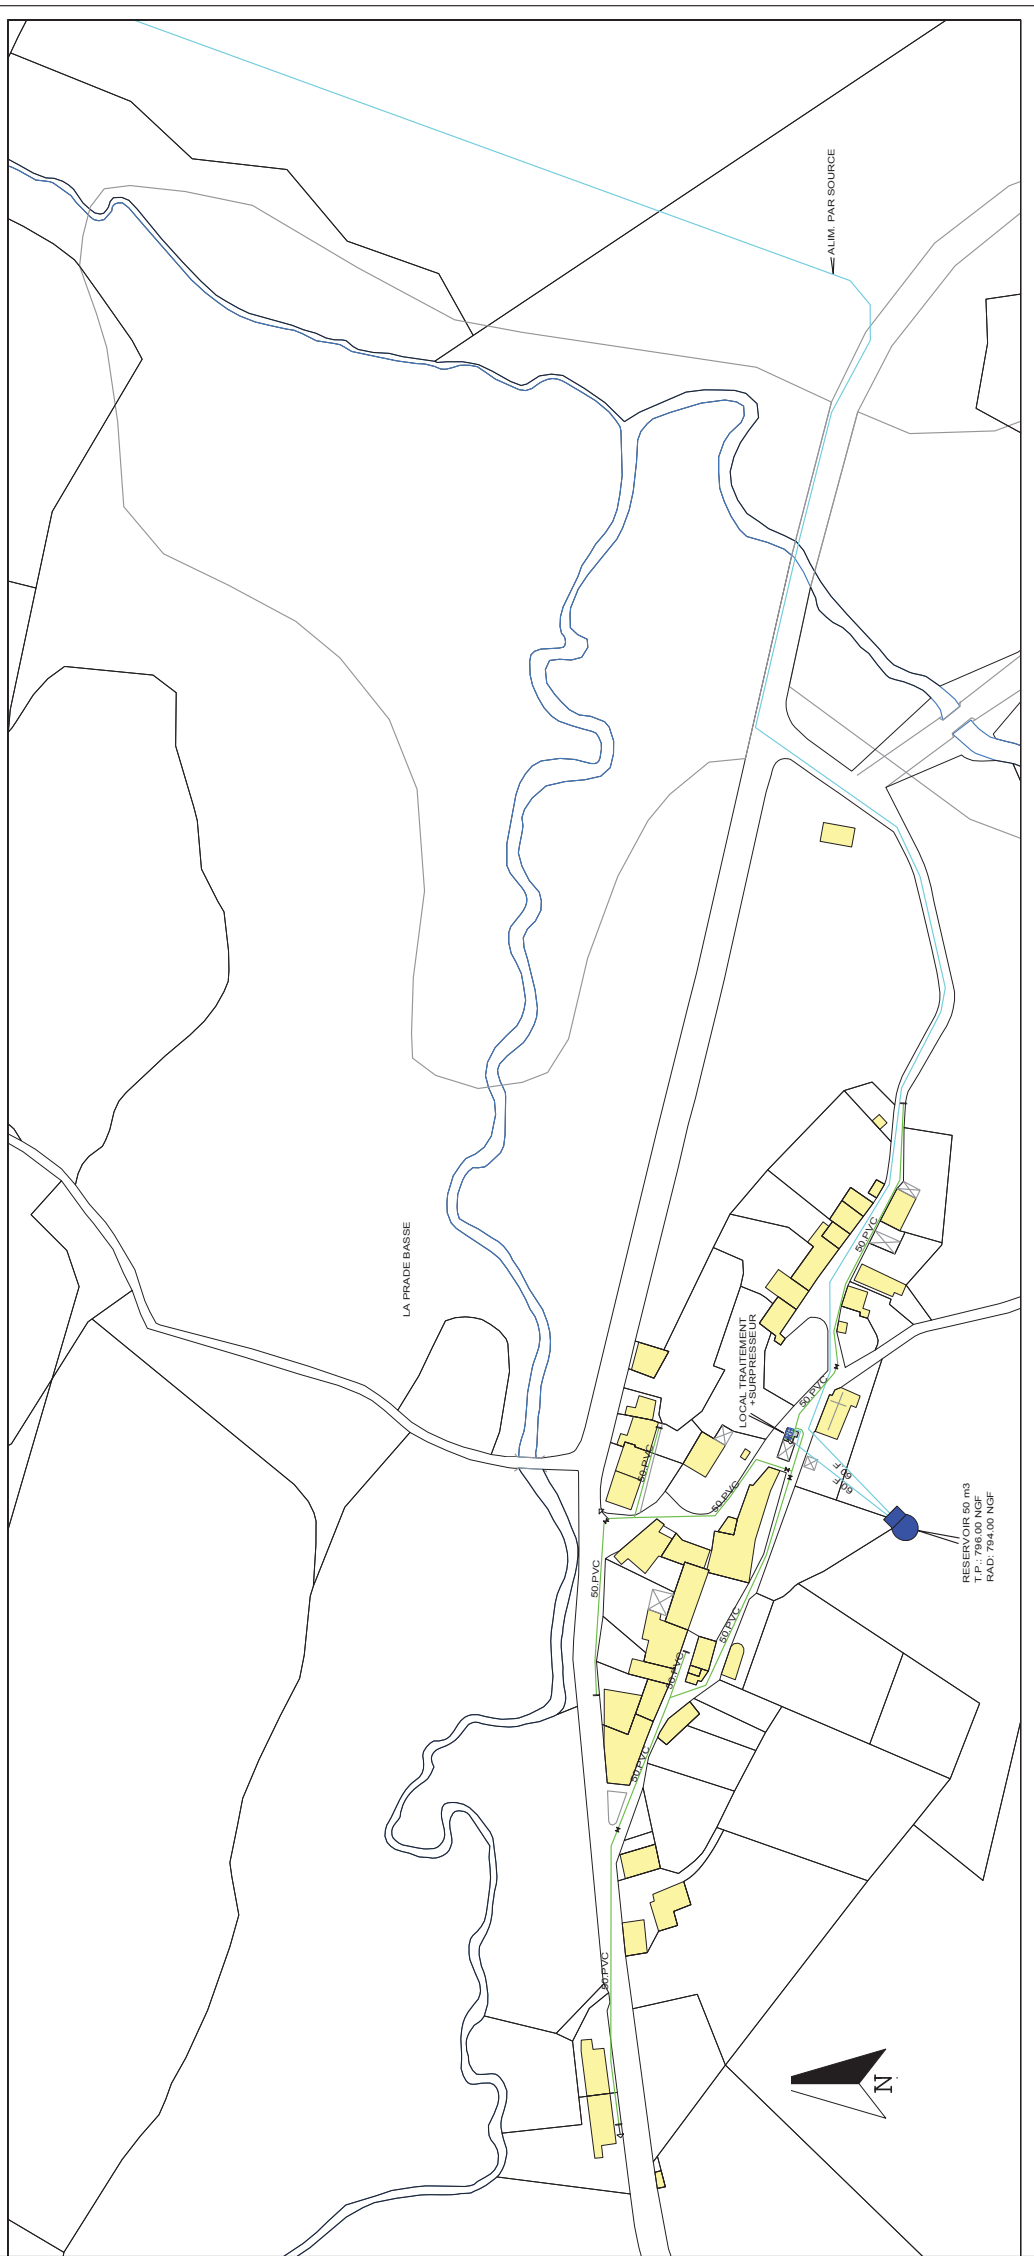 ALIM. PAR SOURCE
LA PRADE BASSE
50.PVC
LOCAL TRAITEMENT
+SURPRESSEUR
50.PVC
50.PVC
50.PVC
60.F
60.F
RESERVOIR 50 m3
T.P.: 796.00 NGF
RAD: 794.00 NGF
50.PVC
50.PVC
50.PVC
50.PVC
50.PVC
N